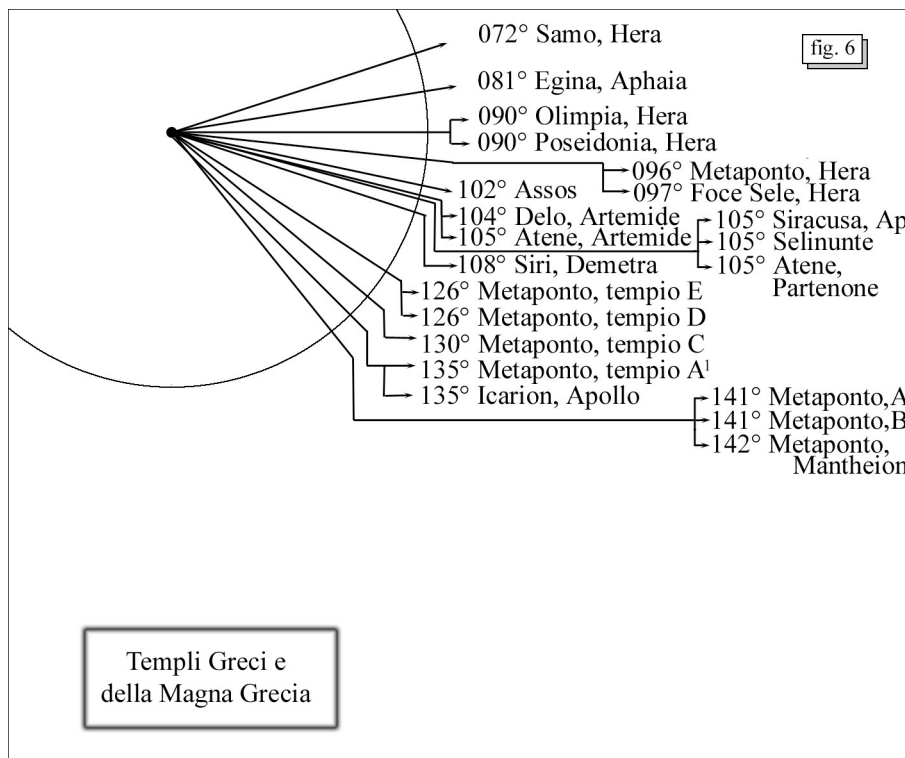 072° Samo, Hera
fig. 6
081° Egina, Aphaia
090° Olimpia, Hera
090° Poseidonia, Hera
096° Metaponto, Hera
097° Foce Sele, Hera
102° Assos
104° Delo, Artemide
105° Atene, Artemide
105° Siracusa, Ap
105° Selinunte
105° Atene,
Partenone
108° Siri, Demetra
126° Metaponto, tempio E
126° Metaponto, tempio D
130° Metaponto, tempio C
135° Metaponto, tempio A¹
135° Icarion, Apollo
141° Metaponto,A
141° Metaponto,B
142° Metaponto,
Mantheion
Templi Greci e
della Magna Grecia